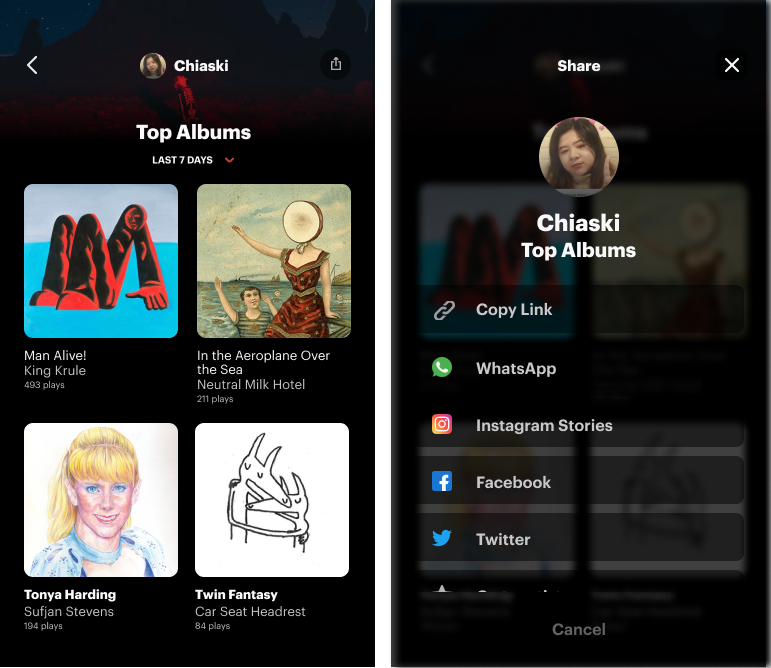 Chiaski
Top Albums
LAST 7 DAYS
Man Alive!
King Krule
493 plays
In the Aeroplane Over
the Sea
Neutral Milk Hotel
211 plays
Tonya Harding
Sufjan Stevens
194 plays
Twin Fantasy
Car Seat Headrest
84 plays
Share
Chiaski
Top Albums
Copy Link
WhatsApp
Instagram Stories
Facebook
Twitter
Cancel